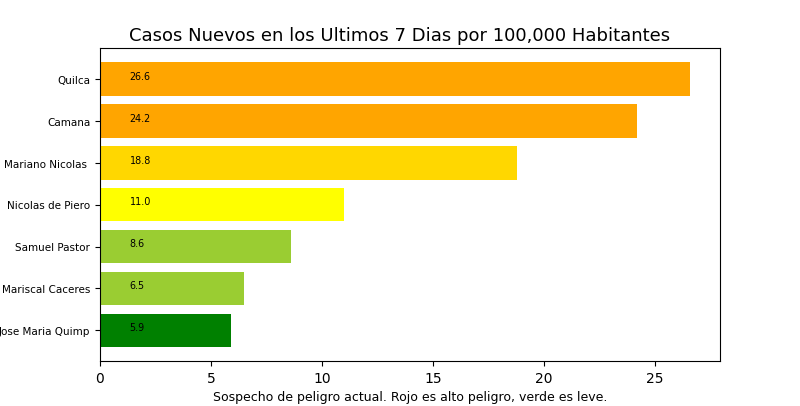 Casos Nuevos en los Ultimos 7 Dias por 100,000 Habitantes
Quilca 26.6
Camana 24.2
Mariano Nicolas 18.8
Nicolas de Piero 11.0
Samuel Pastor 8.6
Mariscal Caceres 6.5
Jose Maria Quimp 5.9
0 5 10 15 20 25
Sospecho de peligro actual. Rojo es alto peligro, verde es leve.